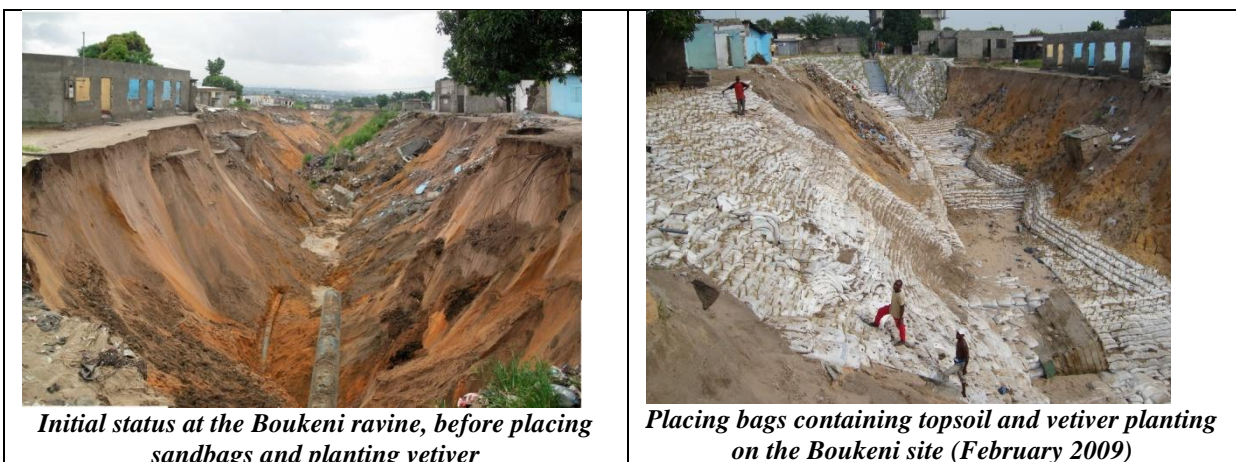 Initial status at the Boukeni ravine, before placing
sandbags and planting vetiver
Placing bags containing topsoil and vetiver planting
on the Boukeni site (February 2009)